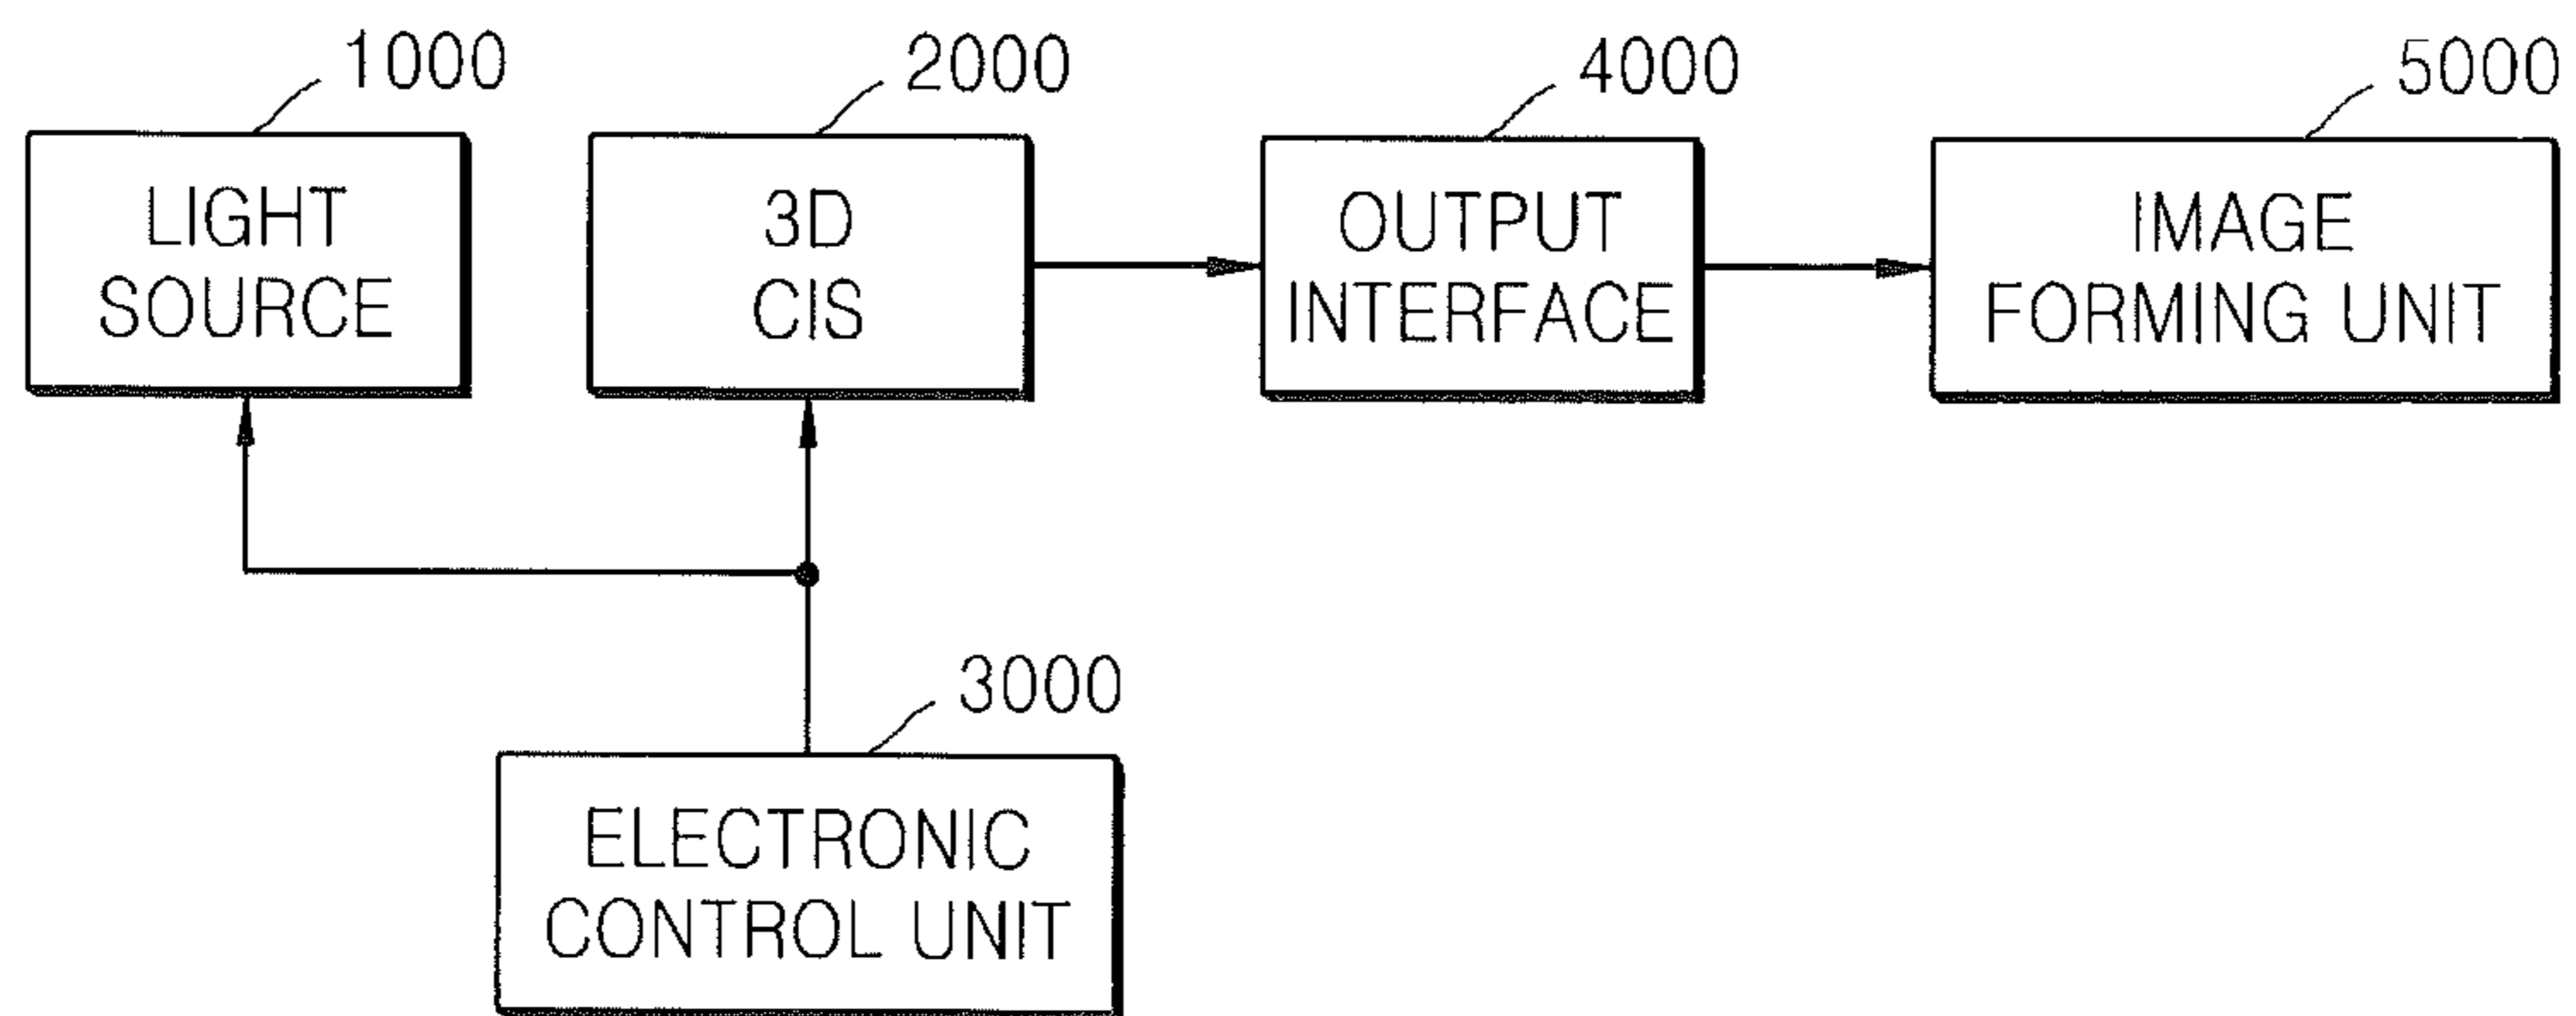 1000
2000
4000
5000
LIGHT
SOURCE
3D
CIS
OUTPUT
INTERFACE
IMAGE
FORMING UNIT
3000
ELECTRONIC
CONTROL UNIT